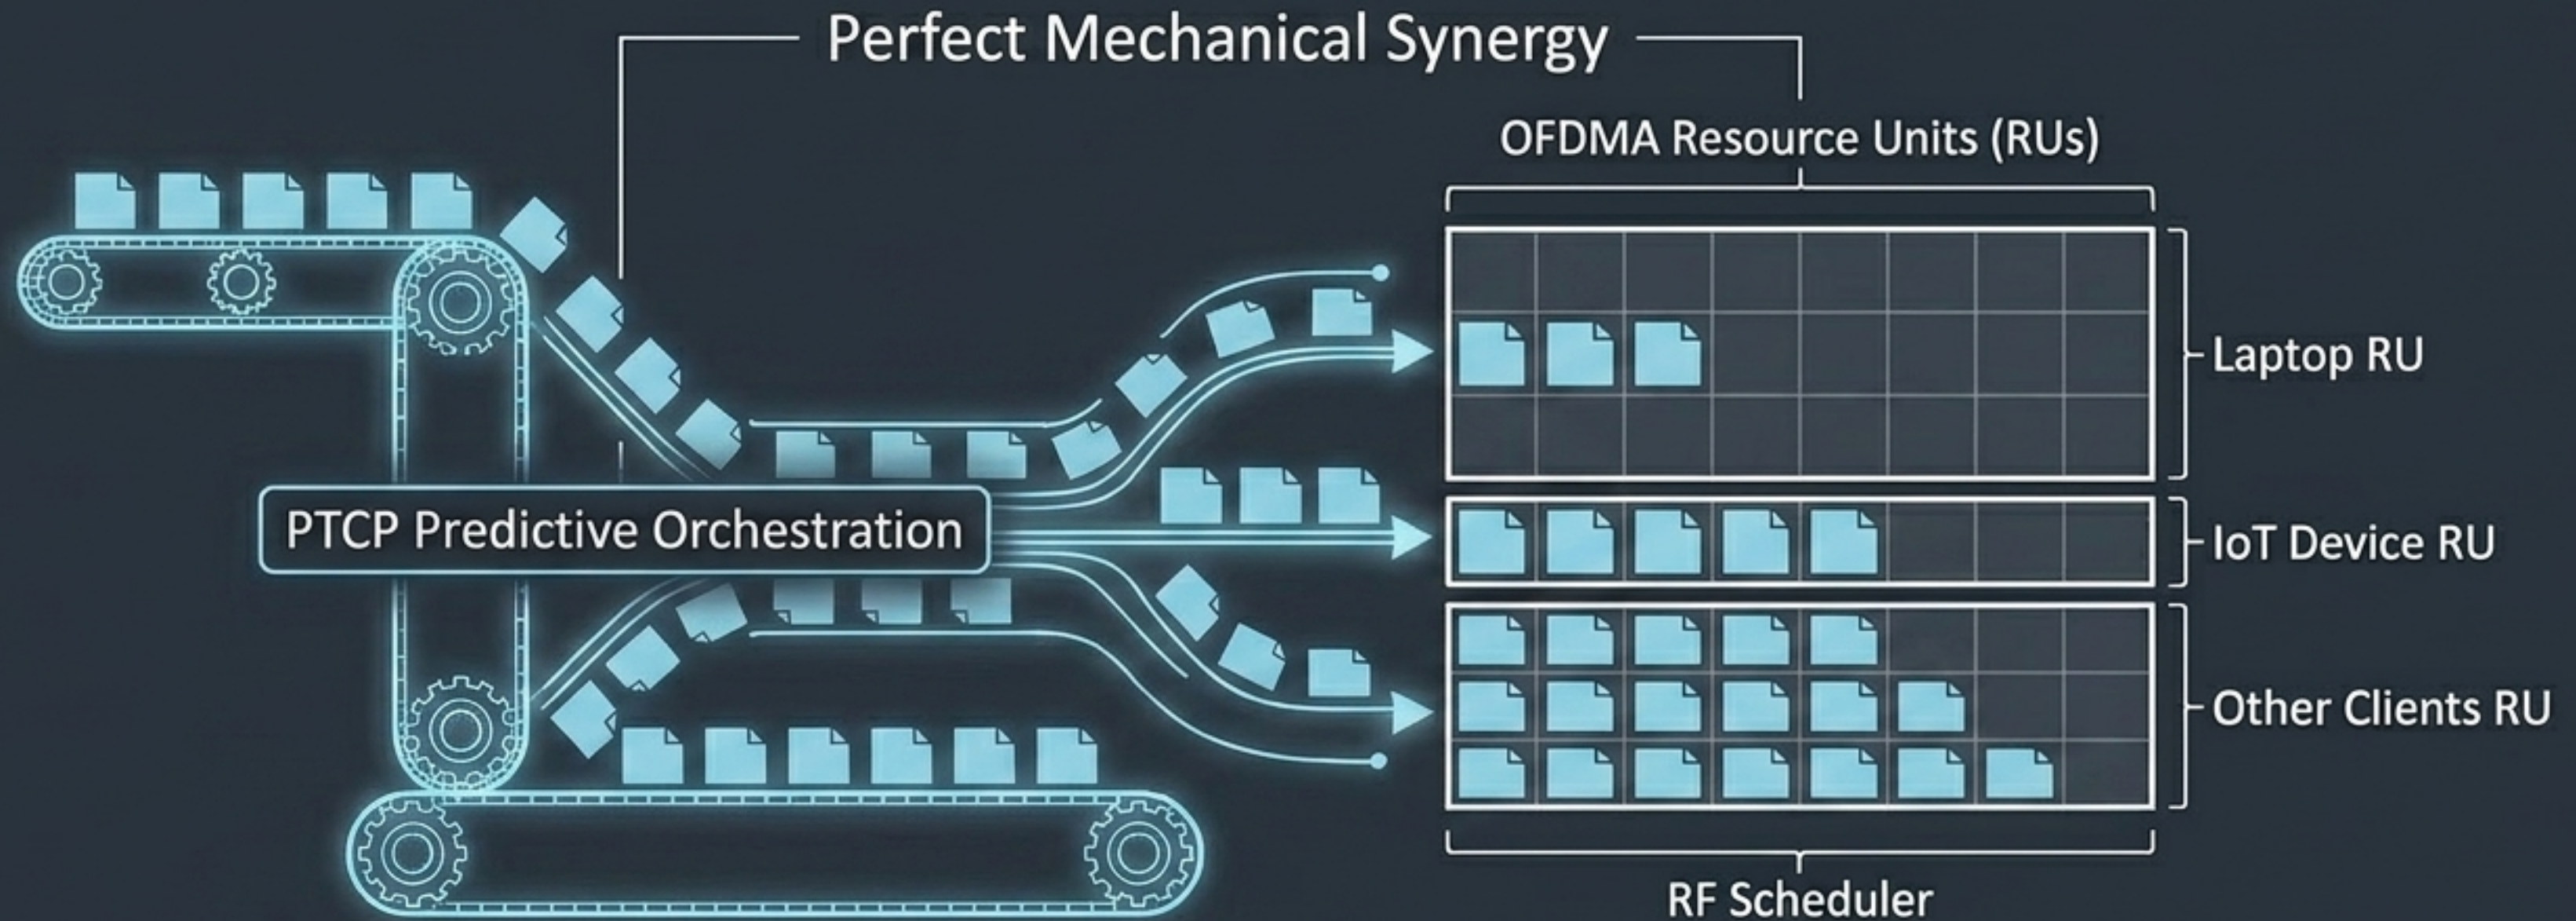 Perfect Mechanical Synergy
OFDMA Resource Units (RUs)
Laptop RU
PTCP Predictive Orchestration
IoT Device RU
Other Clients RU
RF Scheduler